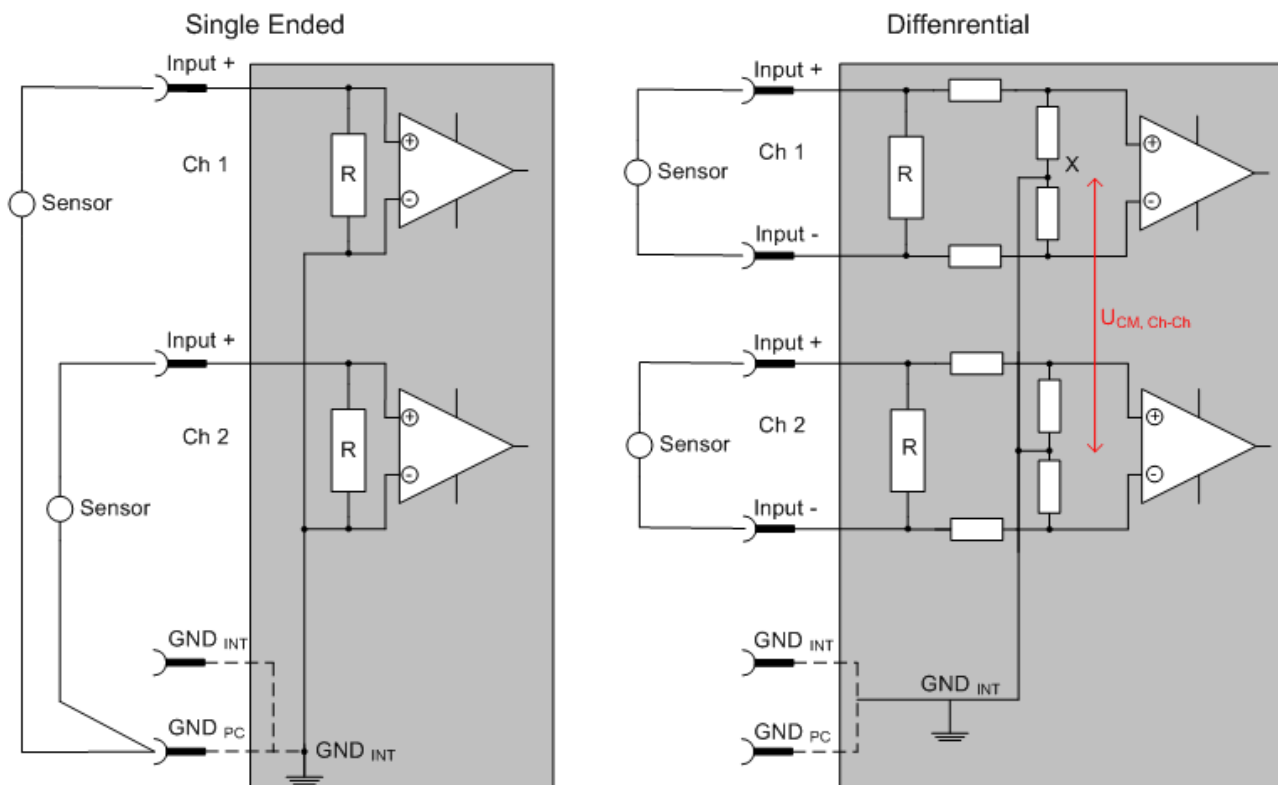 Single Ended
Input +
Ch 1
R
+
-
Sensor
Input +
Ch 2
R
+
-
Sensor
GND INT
GND PC
GND INT
Diffenrential
Input +
Ch 1
R
X
+
-
Sensor
Input -
UCM, Ch-Ch
Input +
Ch 2
R
+
-
Sensor
Input -
GND INT
GND INT
GND PC